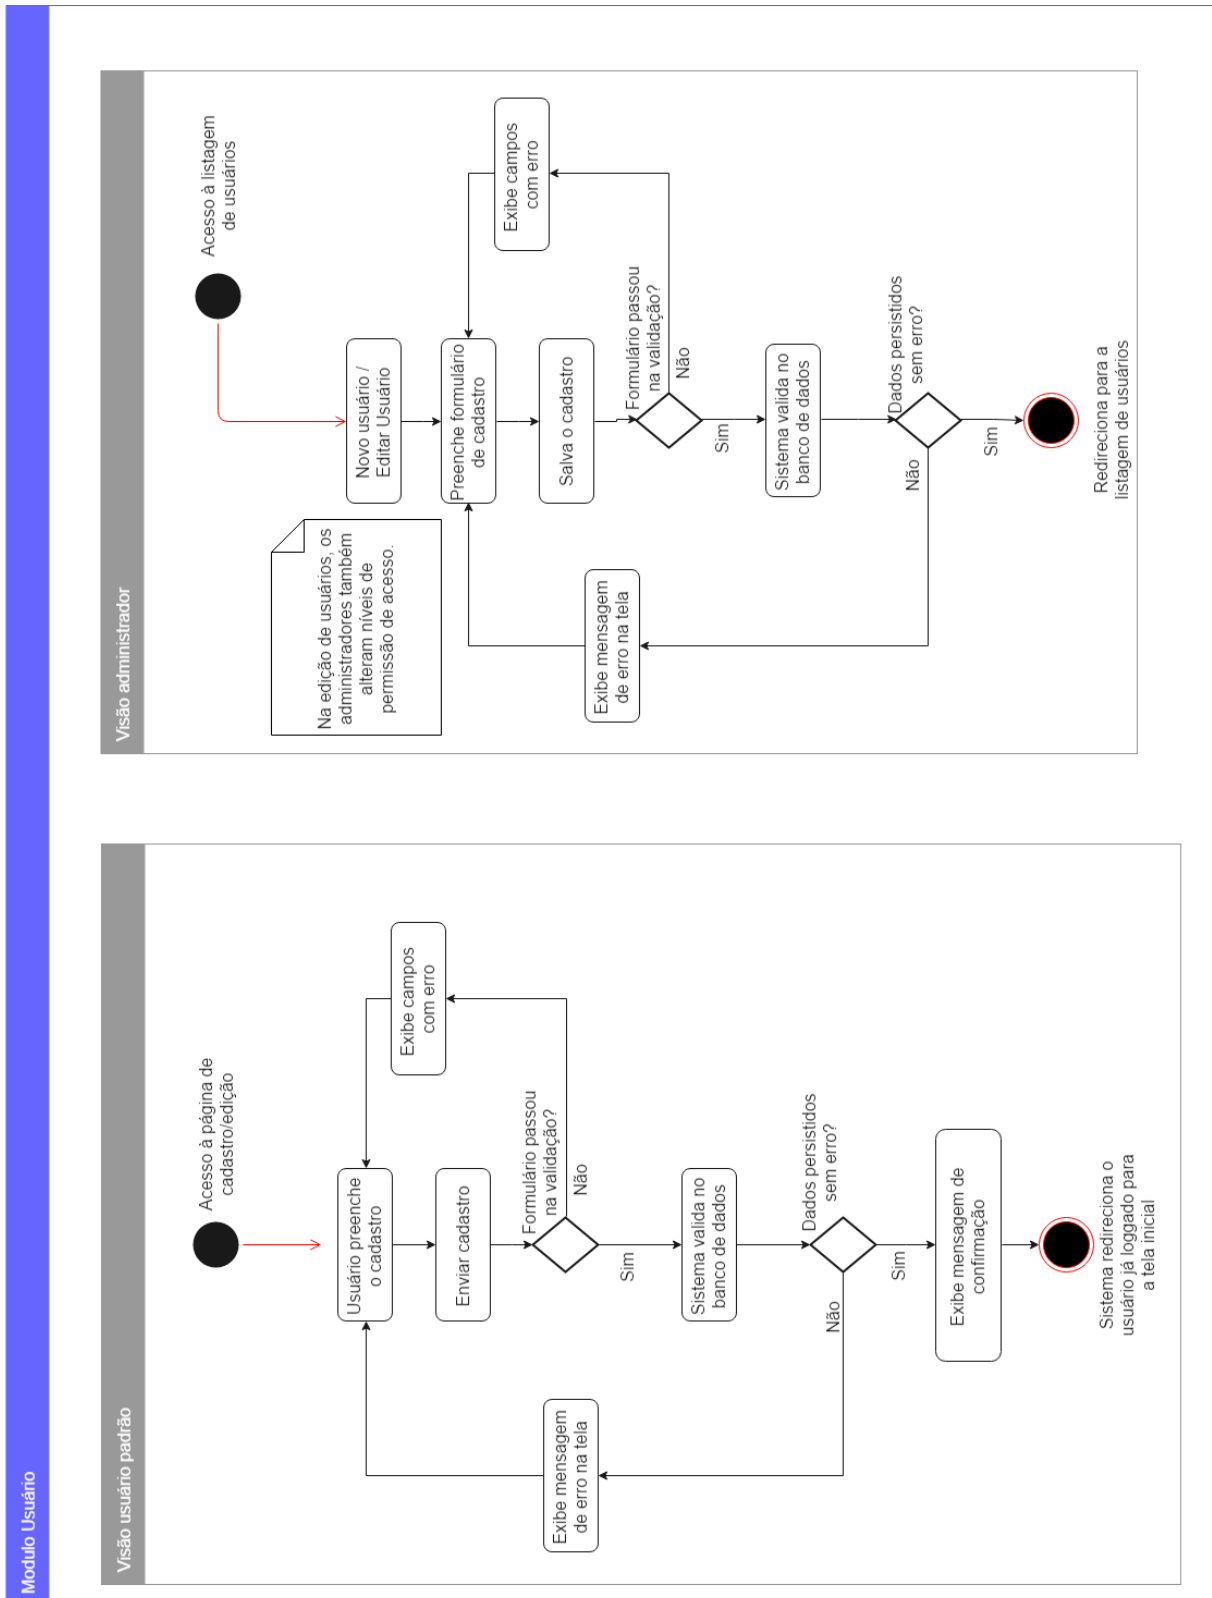 Modulo Usuário
Visão usuário padrão
Acesso à página de
cadastro/edição
Usuário preenche
o cadastro
Exibe campos
com erro
Enviar cadastro
Formulário passou
na validação?
Não
Sim
Exibe mensagem
de erro na tela
Sistema valida no
banco de dados
Dados persistidos
sem erro?
Não
Sim
Exibe mensagem de
confirmação
Sistema redireciona o
usuário já loggado para
a tela inicial
Visão administrador
Acesso à listagem
de usuários
Na edição de usuários, os
administradores também
alteram níveis de
permissão de acesso.
Novo usuário /
Editar Usuário
Preenche formulário
de cadastro
Exibe campos
com erro
Salva o cadastro
Formulário passou
na validação?
Não
Sim
Exibe mensagem
de erro na tela
Sistema valida no
banco de dados
Dados persistidos
sem erro?
Não
Sim
Redireciona para a
listagem de usuários